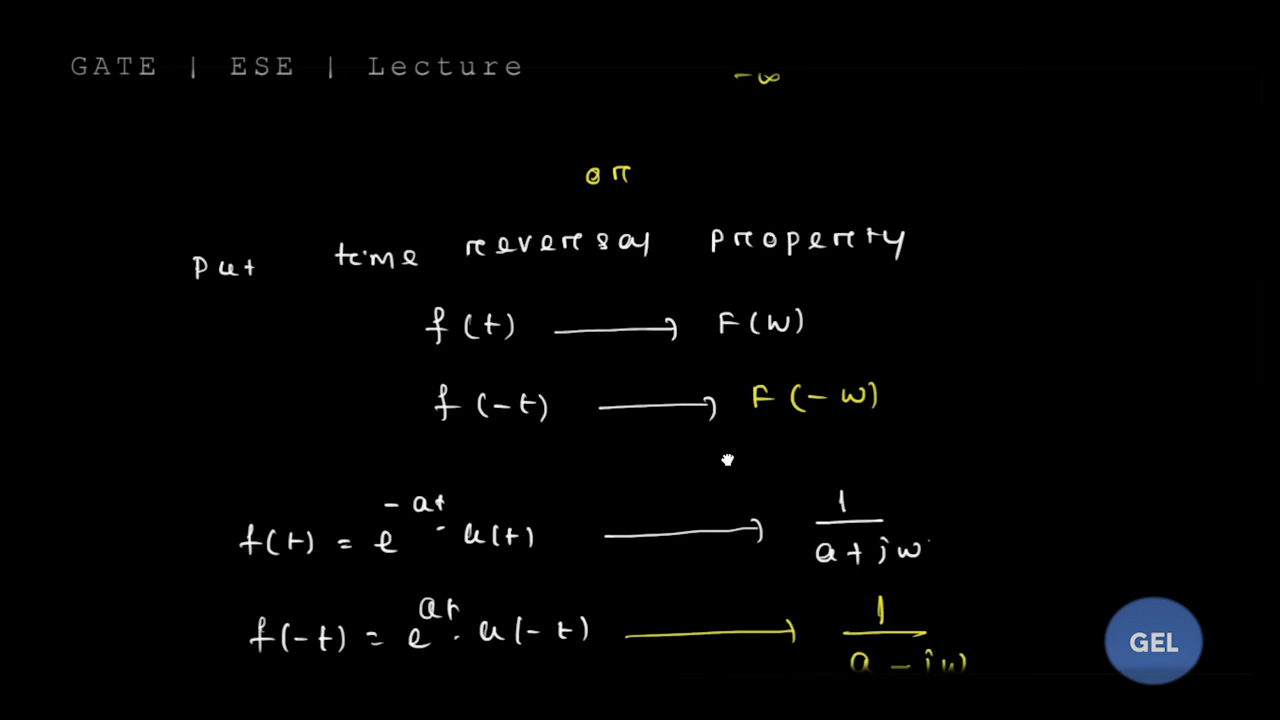 GATE | ESE | Lecture
-∞
or
Put time reversal property
f(t) ⟶ F(ω)
f(-t) ⟶ F(-ω)
f(t) = e^{-at} · u(t) ⟶ 1/(a + jω)
f(-t) = e^{at} · u(-t) ⟶ 1/(a - jω)
GEL